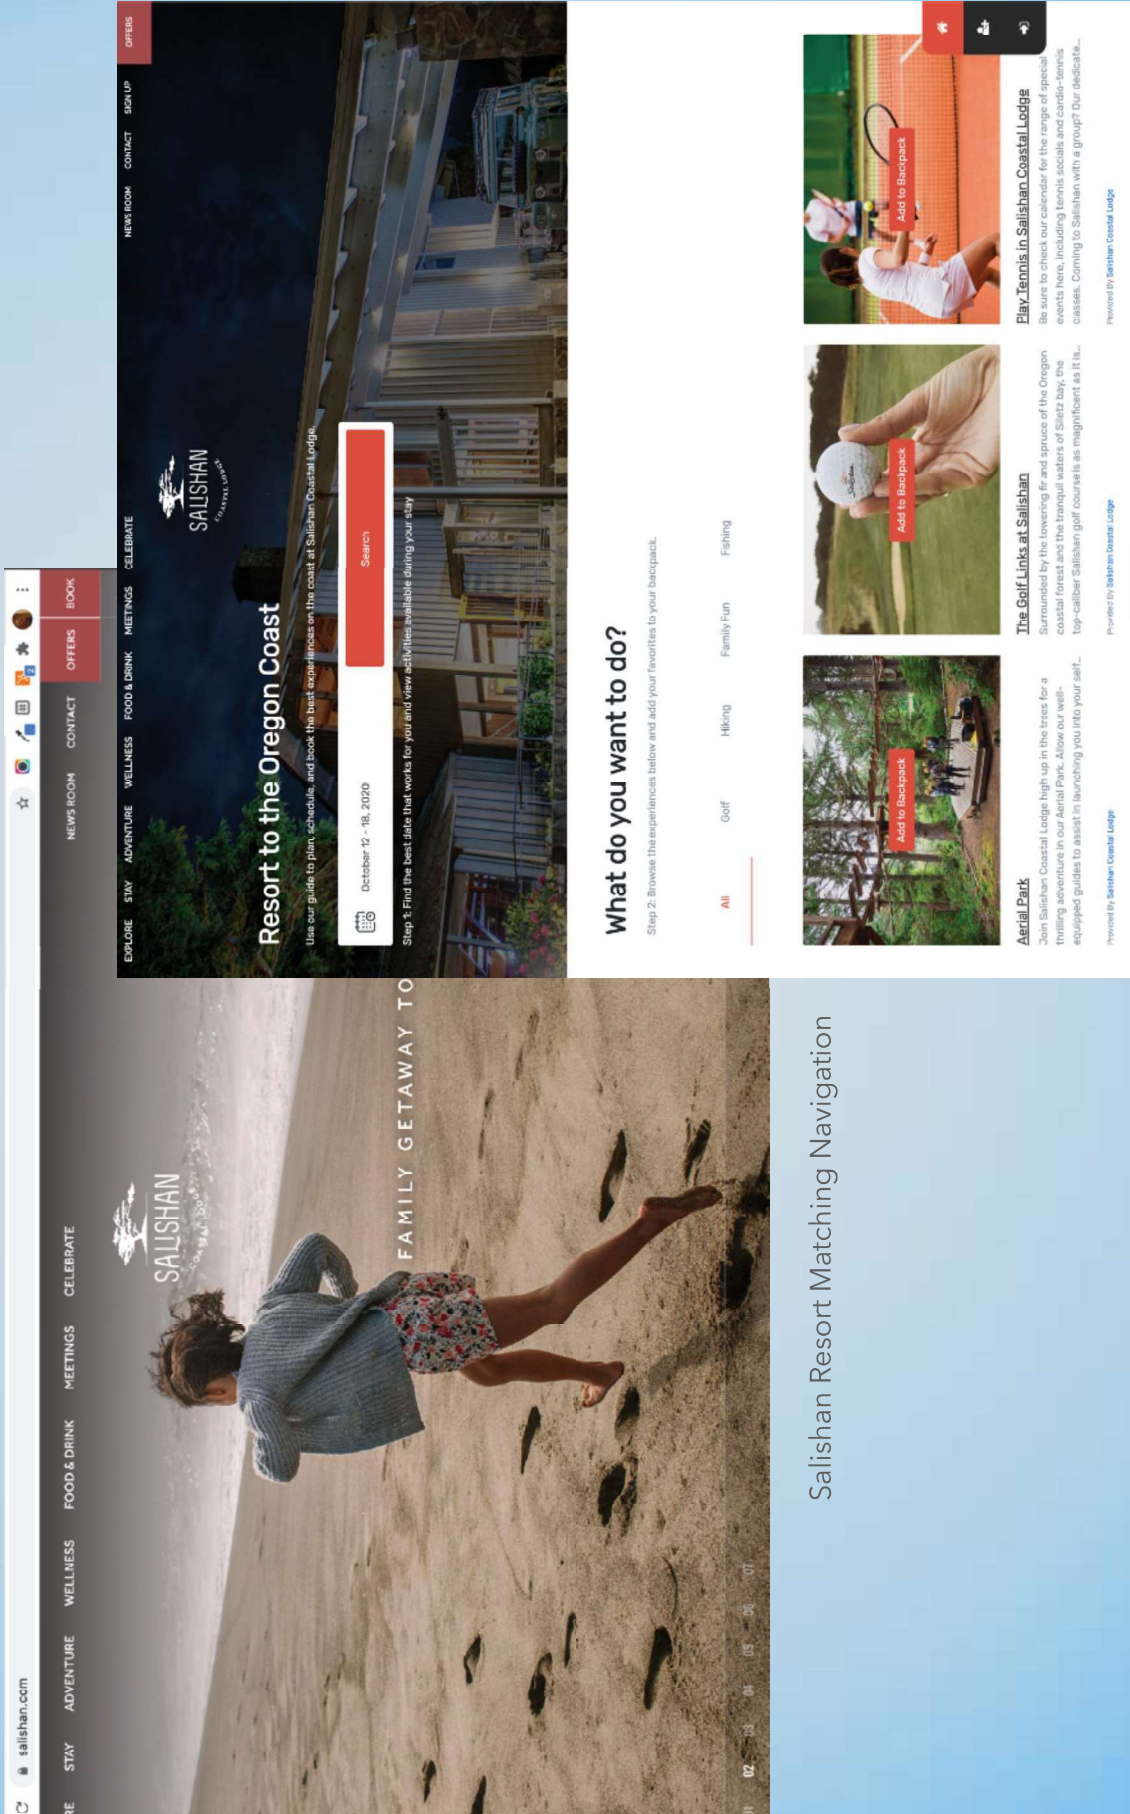 salishan.com
STAY ADVENTURE WELLNESS FOOD & DRINK MEETINGS CELEBRATE
NEWS ROOM CONTACT OFFERS BOOK
SALISHAN
COASTAL LODGE
FAMILY GETAWAY TO
02 03 04 05 06 07
EXPLORE STAY ADVENTURE WELLNESS FOOD & DRINK MEETINGS CELEBRATE
NEWS ROOM CONTACT SIGN UP OFFERS
SALISHAN
COASTAL LODGE
Resort to the Oregon Coast
Use our guide to plan, schedule, and book the best experiences on the coast at Salishan Coastal Lodge.
October 12 - 18, 2020
Search
Step 1: Find the best date that works for you and view activities available during your stay
What do you want to do?
Step 2: Browse the experiences below and add your favorites to your backpack.
All Golf Hiking Family Fun Fishing
Add to Backpack
Aerial Park
Join Salishan Coastal Lodge high up in the trees for a
thrilling adventure in our Aerial Park. Allow our well-
equipped guides to assist in launching you into your self...
Provided By Salishan Coastal Lodge
Add to Backpack
The Golf Links at Salishan
Surrounded by the towering fir and spruce of the Oregon
coastal forest and the tranquil waters of Siletz bay, the
top-caliber Salishan golf course is as magnificent as it is...
Provided By Salishan Coastal Lodge
Add to Backpack
Play Tennis in Salishan Coastal Lodge
Be sure to check our calendar for the range of special
events here, including tennis socials and cardio-tennis
classes. Coming to Salishan with a group? Our dedicate...
Provided By Salishan Coastal Lodge
Salishan Resort Matching Navigation